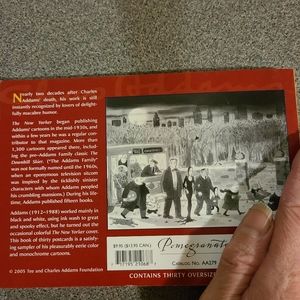 Nearly two decades after Charles
Addams' death, his work is still
instantly recognized by lovers of delight-
fully macabre humor.
The New Yorker began publishing
Addams' cartoons in the mid-1930s, and
within a few years he was a regular con-
tributor to that magazine. More than
1,300 cartoons appeared there, includ-
ing the pre-Addams Family classic The
Downhill Skier. ("The Addams Family"
was not formally named until the 1960s,
when an eponymous television sitcom
was inspired by the ticklishly sinister
characters with whom Addams peopled
his crumbling mansions.) During his life-
time, Addams published fifteen books.
Addams (1912–1988) worked mainly in
black and white, using ink wash to great
and spooky effect, but he turned out the
occasional colorful The New Yorker cover.
This book of thirty postcards is a satisfy-
ing sampler of his pleasurably eerie color
and monochrome cartoons.
© 2005 Tee and Charles Addams Foundation
$9.95 ($13.95 CAN.)
Pomegranate
Catalog No. AA179
CONTAINS THIRTY OVERSIZE